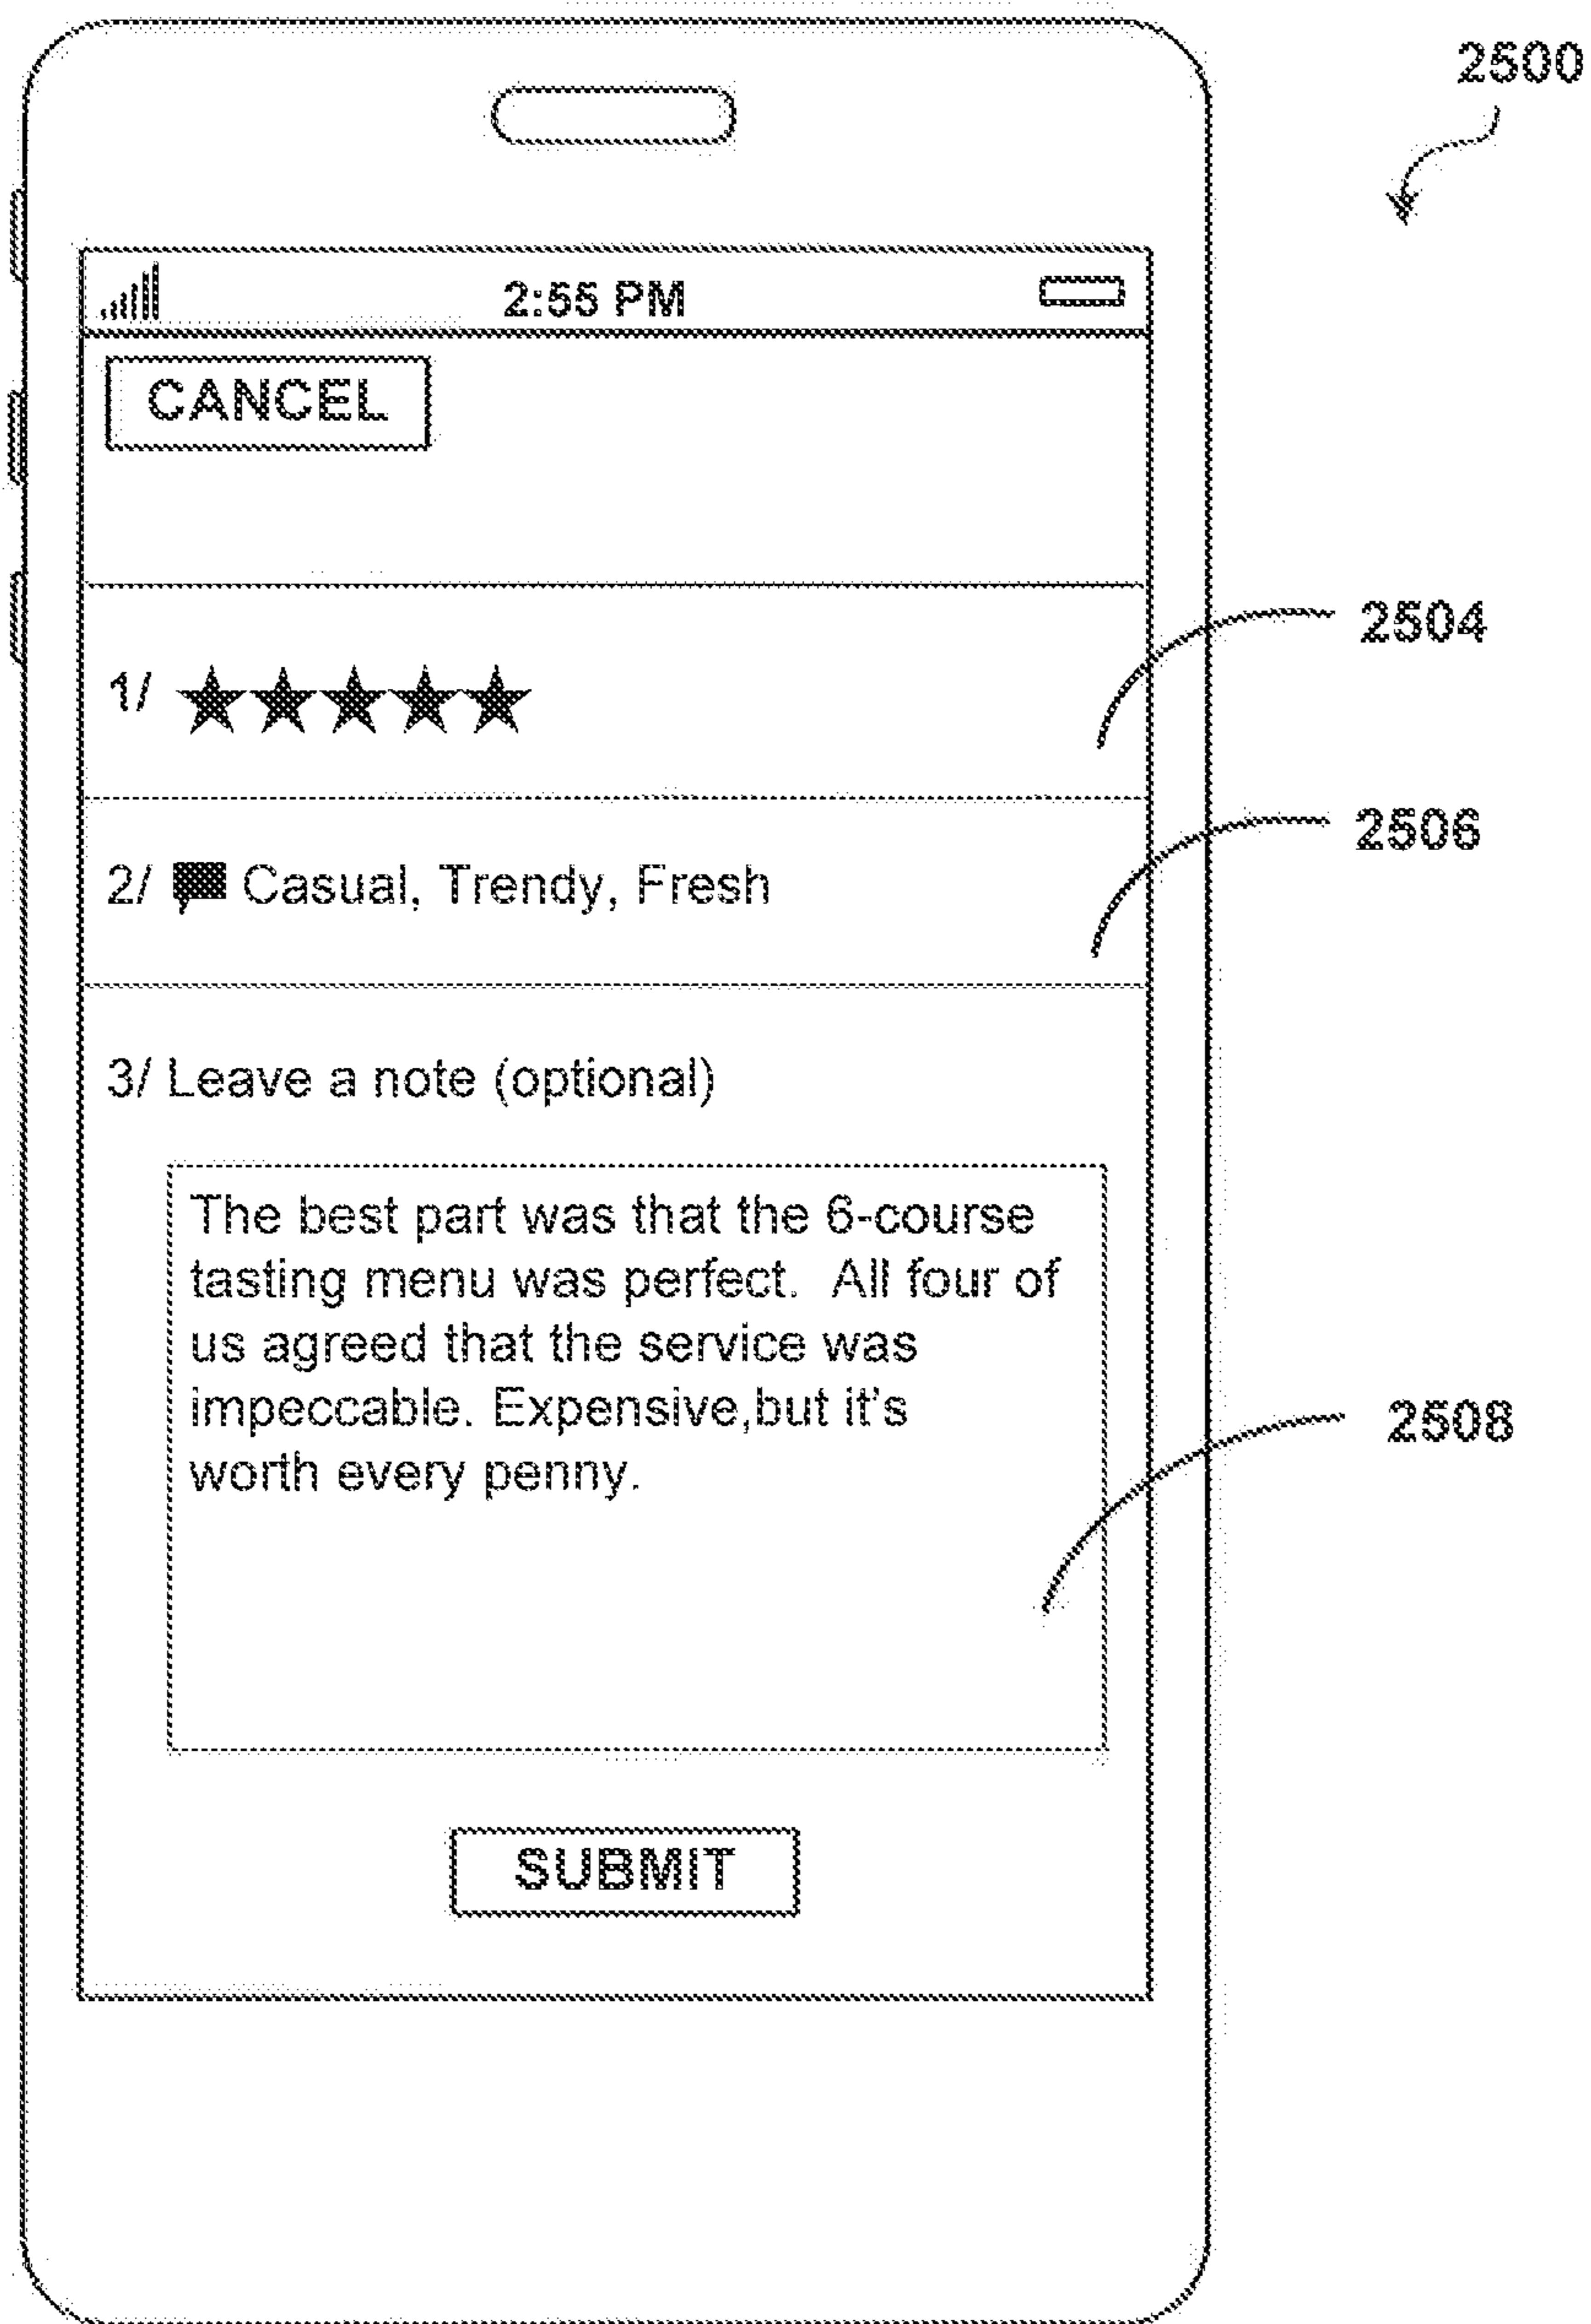 2500
2:55 PM
CANCEL
1/ ★★★★★
2504
2/ Casual, Trendy, Fresh
2506
3/ Leave a note (optional)
The best part was that the 6-course
tasting menu was perfect.  All four of
us agreed that the service was
impeccable. Expensive,but it's
worth every penny.
2508
SUBMIT